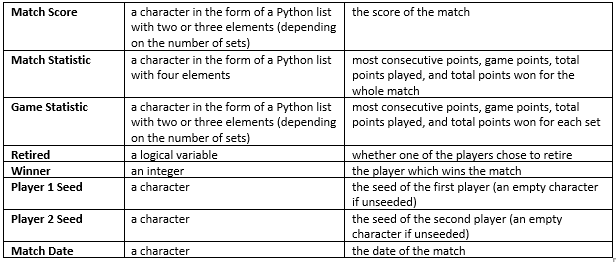 Match Score a character in the form of a Python list the score of the match
with two or three elements (depending
on the number of sets)
Match Statistic a character in the form of a Python list most consecutive points, game points, total
with four elements points played, and total points won for the
whole match
Game Statistic a character in the form of a Python list most consecutive points, game points, total
with two or three elements (depending points played, and total points won for each set
on the number of sets)
Retired a logical variable whether one of the players chose to retire
Winner an integer the player which wins the match
Player 1 Seed a character the seed of the first player (an empty character
if unseeded)
Player 2 Seed a character the seed of the second player (an empty
character if unseeded)
Match Date a character the date of the match